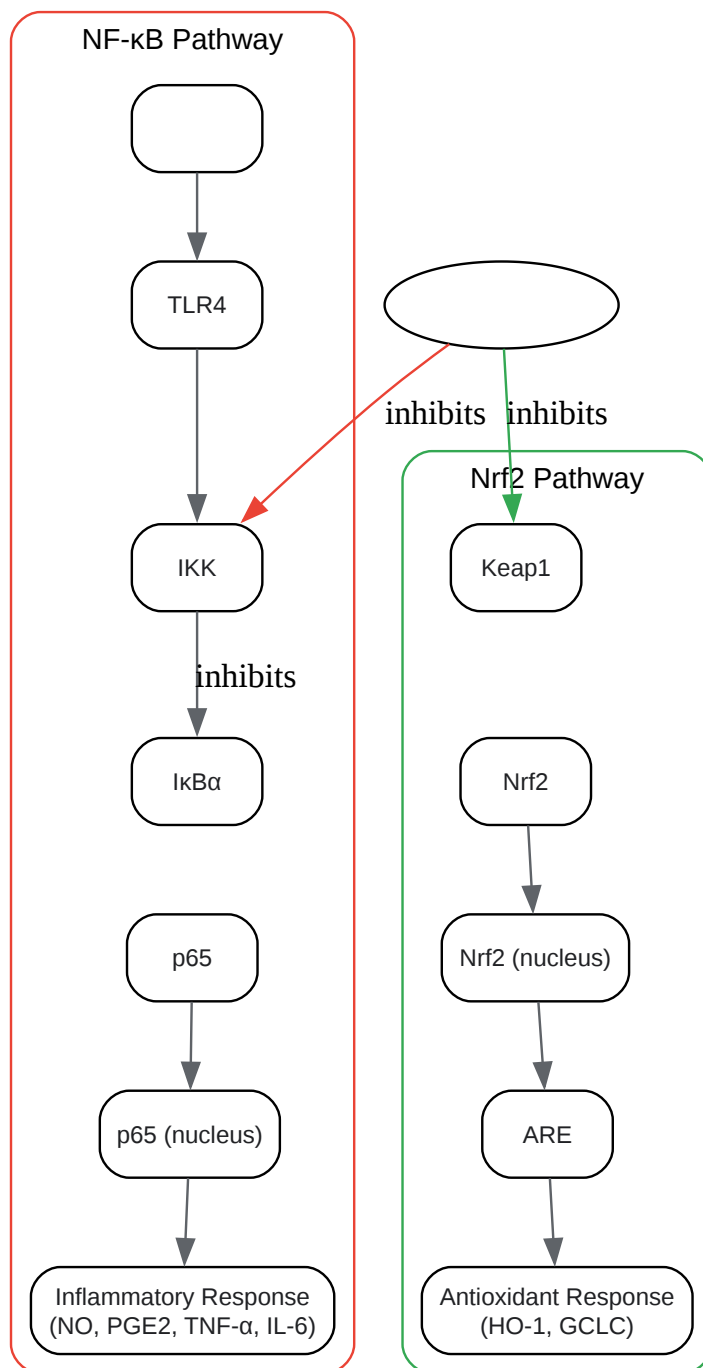 NF-κB Pathway
TLR4
inhibits
inhibits
Nrf2 Pathway
IKK
Keap1
inhibits
IκBα
Nrf2
p65
Nrf2 (nucleus)
p65 (nucleus)
ARE
Inflammatory Response
(NO, PGE2, TNF-α, IL-6)
Antioxidant Response
(HO-1, GCLC)